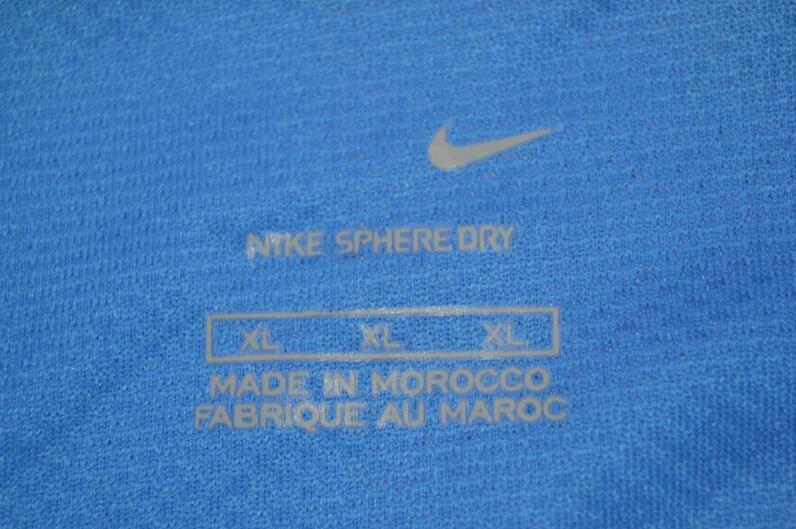 NIKE SPHERE DRY
XL XL XL
MADE IN MOROCCO
FABRIQUE AU MAROC